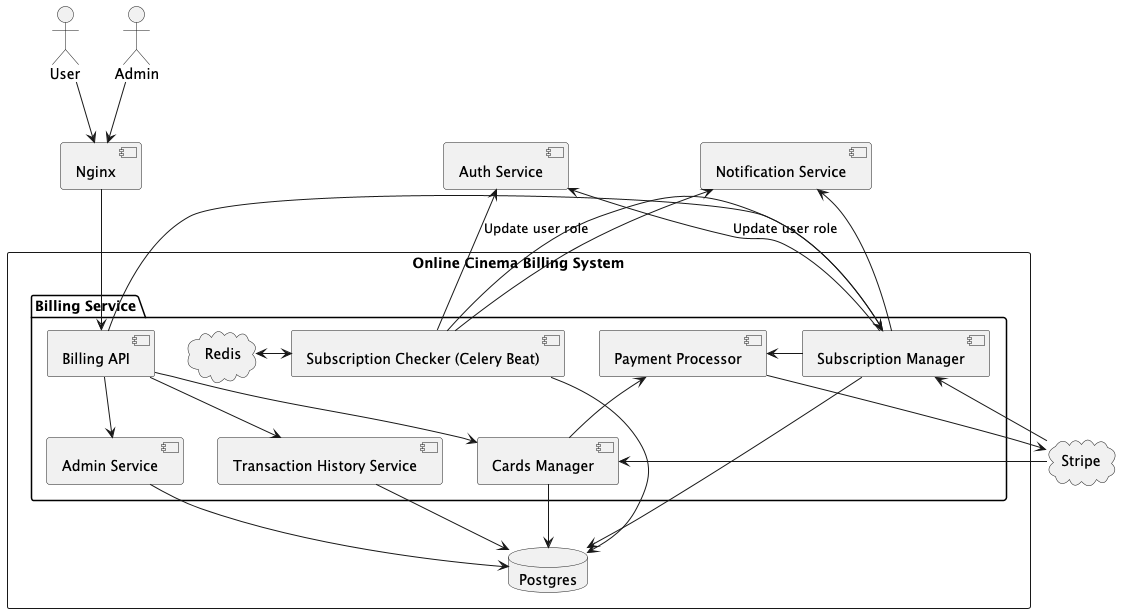 User
Admin
Nginx
Auth Service
Notification Service
Update user role
Update user role
Online Cinema Billing System
Billing Service
Billing API
Redis
Subscription Checker (Celery Beat)
Payment Processor
Subscription Manager
Admin Service
Transaction History Service
Cards Manager
Stripe
Postgres